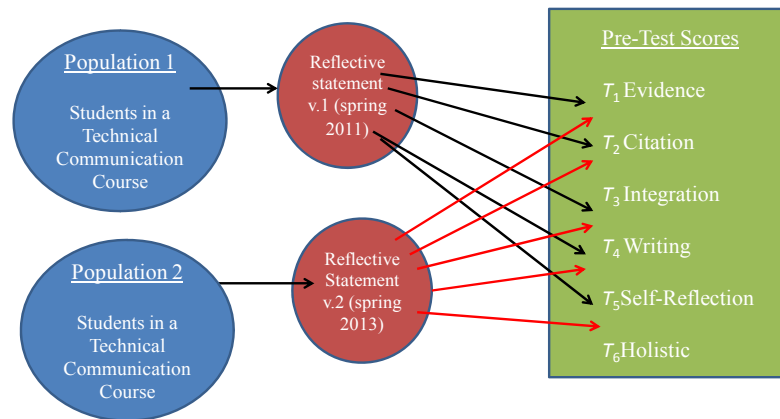 Population 1
Students in a
Technical
Communication
Course
Reflective
statement
v.1 (spring
2011)
Population 2
Students in a
Technical
Communication
Course
Reflective
Statement
v.2 (spring
2013)
Pre-Test Scores
T1 Evidence
T2 Citation
T3 Integration
T4 Writing
T5Self-Reflection
T6Holistic